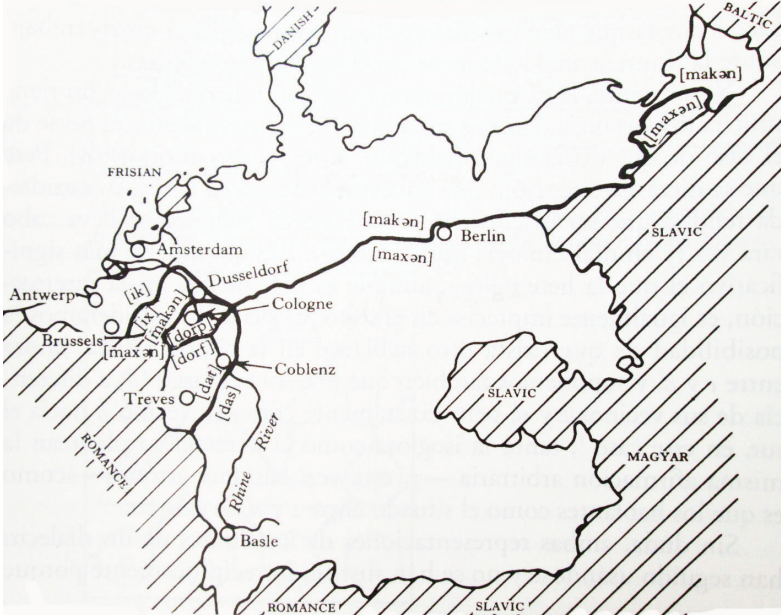 BALTIC
DANISH
[makən]
[maxən]
FRISIAN
[makən]
Berlin
[maxən]
SLAVIC
Amsterdam
Dusseldorf
Antwerp
[ik]
[ix]
[makən]
Cologne
Brussels
[maxən]
[dorp]
[dorf]
Coblenz
[dat]
[das]
Treves
SLAVIC
ROMANCE
MAGYAR
Rhine River
Basle
ROMANCE
SLAVIC